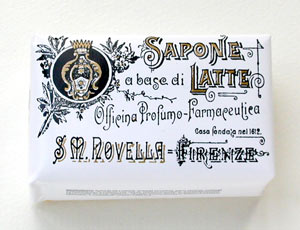 SAPONE
a base di LATTE
Officina Profumo-Farmaceutica
Casa fondata nel 1612.
S.M. NOVELLA = FIRENZE